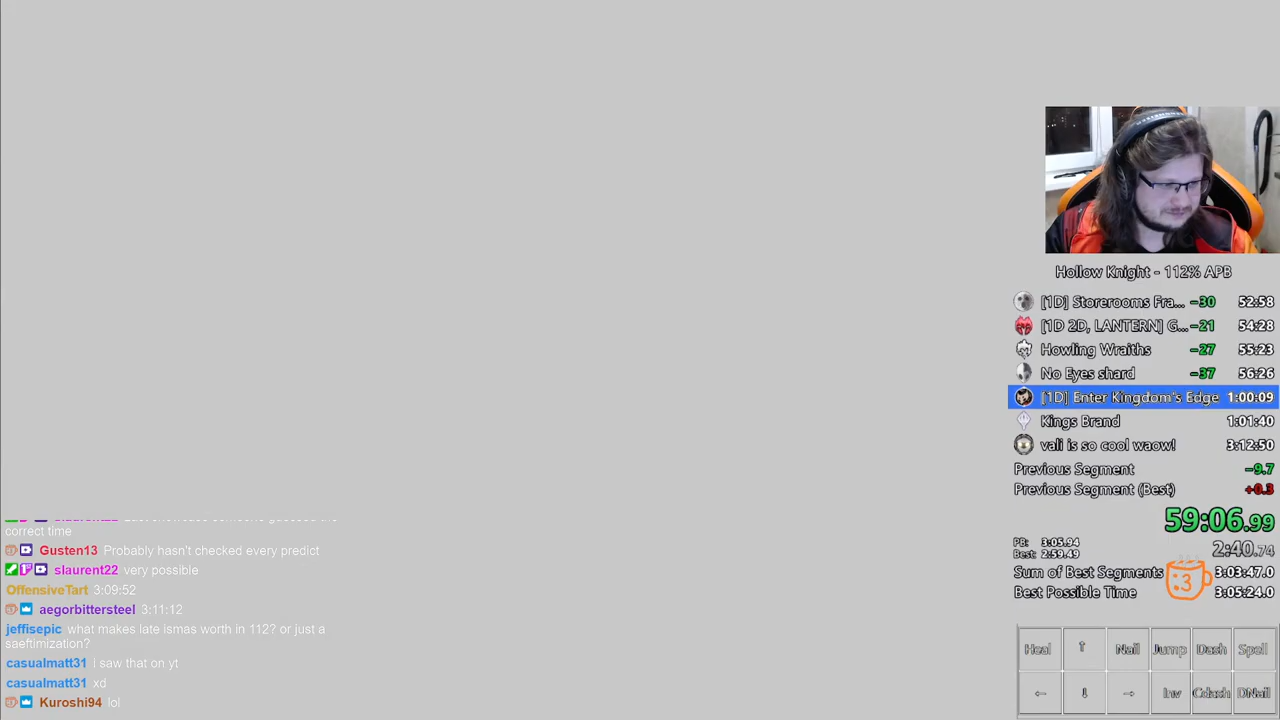 Hollow Knight - 112% APB
[1D] Storerooms Fra... -30 52:58
[1D 2D, LANTERN] G... -21 54:28
Howling Wraiths -27 55:23
No Eyes shard -37 56:26
[1D] Enter Kingdom's Edge 1:00:09
Kings Brand 1:01:40
vali is so cool waow! 3:12:50
Previous Segment -9.7
Previous Segment (Best) +0.3
59:06.99
PB: 3:05.94
Best: 2:59.49
2:40.74
Sum of Best Segments 3:03:47.0
Best Possible Time 3:05:24.0
correct time
Gusten13 Probably hasn't checked every predict
slaurent22 very possible
OffensiveTart 3:09:52
aegorbittersteel 3:11:12
jeffisepic what makes late ismas worth in 112? or just a
saeftimization?
casualmatt31 I saw that on yt
casualmatt31 xd
Kuroshi94 lol
Heal ↑ Nail Jump Dash Spell
← ↓ → Inv Cdash DNail